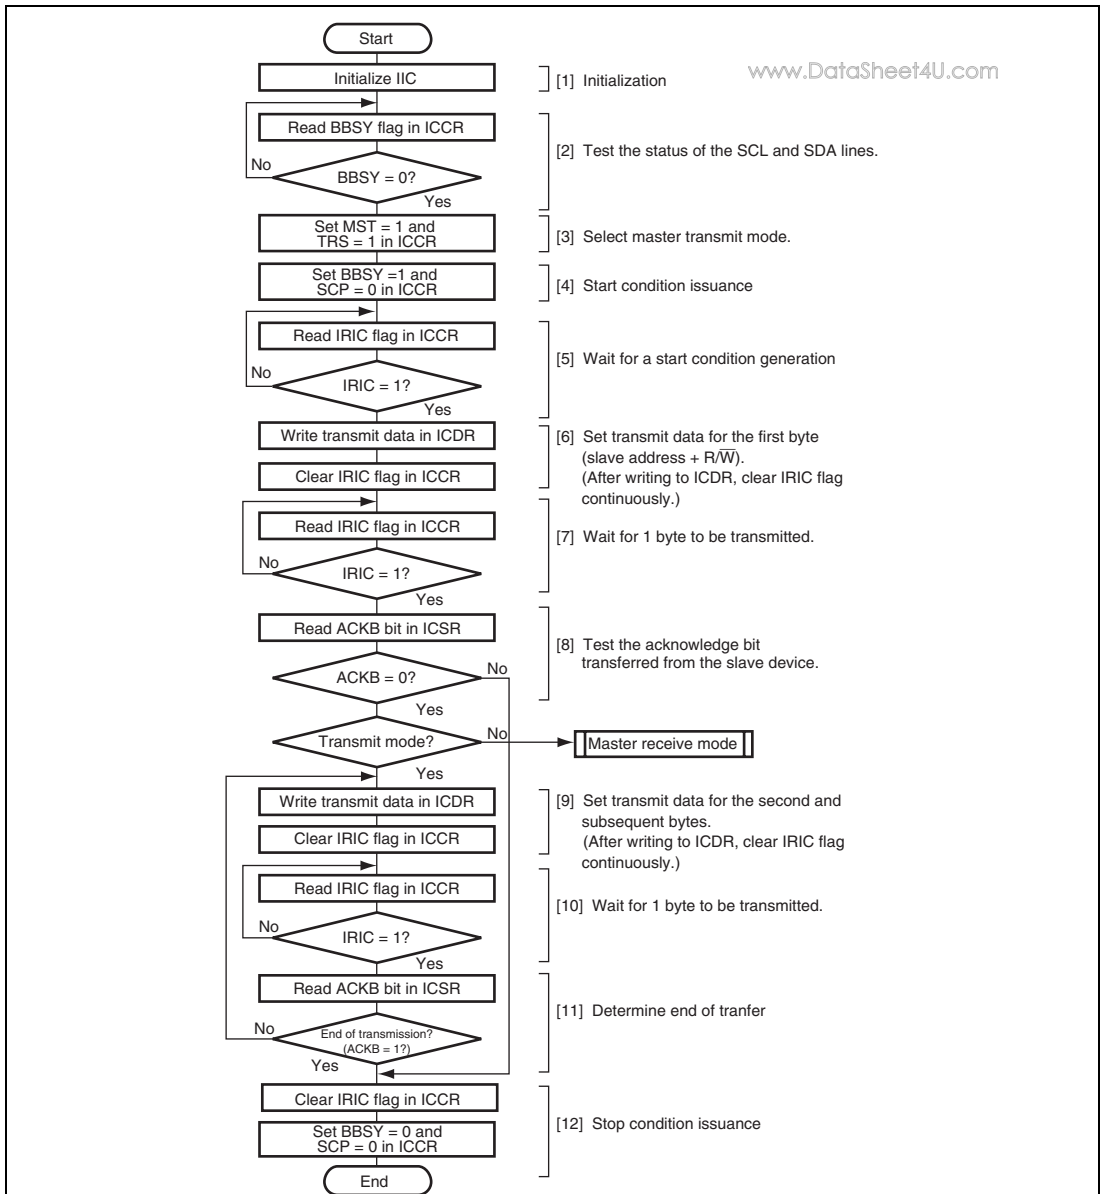 Start
www.DataSheet4U.com
Initialize IIC
[1] Initialization
Read BBSY flag in ICCR
[2] Test the status of the SCL and SDA lines.
No
BBSY = 0?
Yes
Set MST = 1 and
TRS = 1 in ICCR
[3] Select master transmit mode.
Set BBSY =1 and
SCP = 0 in ICCR
[4] Start condition issuance
Read IRIC flag in ICCR
[5] Wait for a start condition generation
No
IRIC = 1?
Yes
Write transmit data in ICDR
[6] Set transmit data for the first byte
(slave address + R/W̅).
(After writing to ICDR, clear IRIC flag
continuously.)
Clear IRIC flag in ICCR
Read IRIC flag in ICCR
[7] Wait for 1 byte to be transmitted.
No
IRIC = 1?
Yes
Read ACKB bit in ICSR
[8] Test the acknowledge bit
transferred from the slave device.
No
ACKB = 0?
Yes
No
Transmit mode?
Master receive mode
Yes
Write transmit data in ICDR
[9] Set transmit data for the second and
subsequent bytes.
(After writing to ICDR, clear IRIC flag
continuously.)
Clear IRIC flag in ICCR
Read IRIC flag in ICCR
[10] Wait for 1 byte to be transmitted.
No
IRIC = 1?
Yes
Read ACKB bit in ICSR
[11] Determine end of tranfer
No
End of transmission?
(ACKB = 1?)
Yes
Clear IRIC flag in ICCR
[12] Stop condition issuance
Set BBSY = 0 and
SCP = 0 in ICCR
End